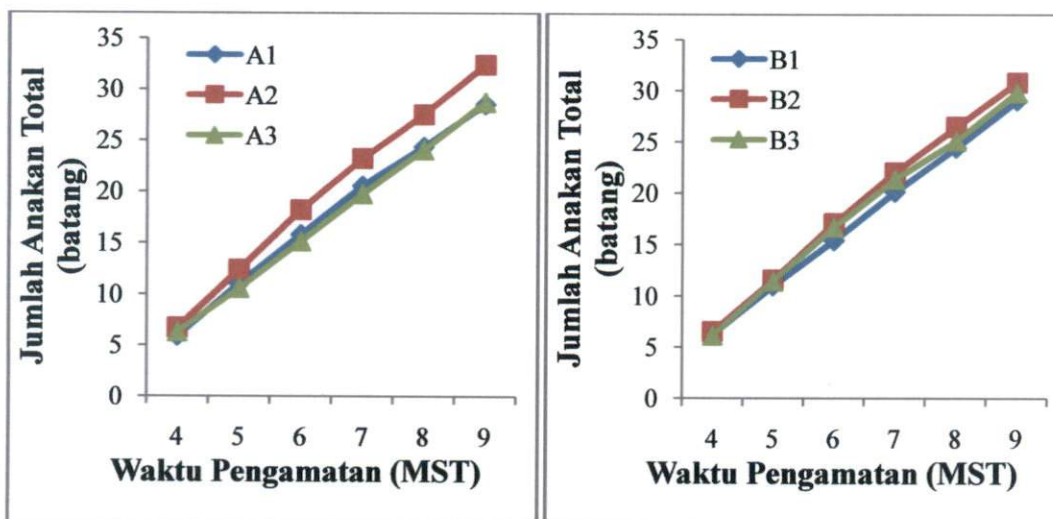 Jumlah Anakan Total
(batang)
35
30
25
20
15
10
5
0
A1
A2
A3
4 5 6 7 8 9
Waktu Pengamatan (MST)
Jumlah Anakan Total
(batang)
35
30
25
20
15
10
5
0
B1
B2
B3
4 5 6 7 8 9
Waktu Pengamatan (MST)